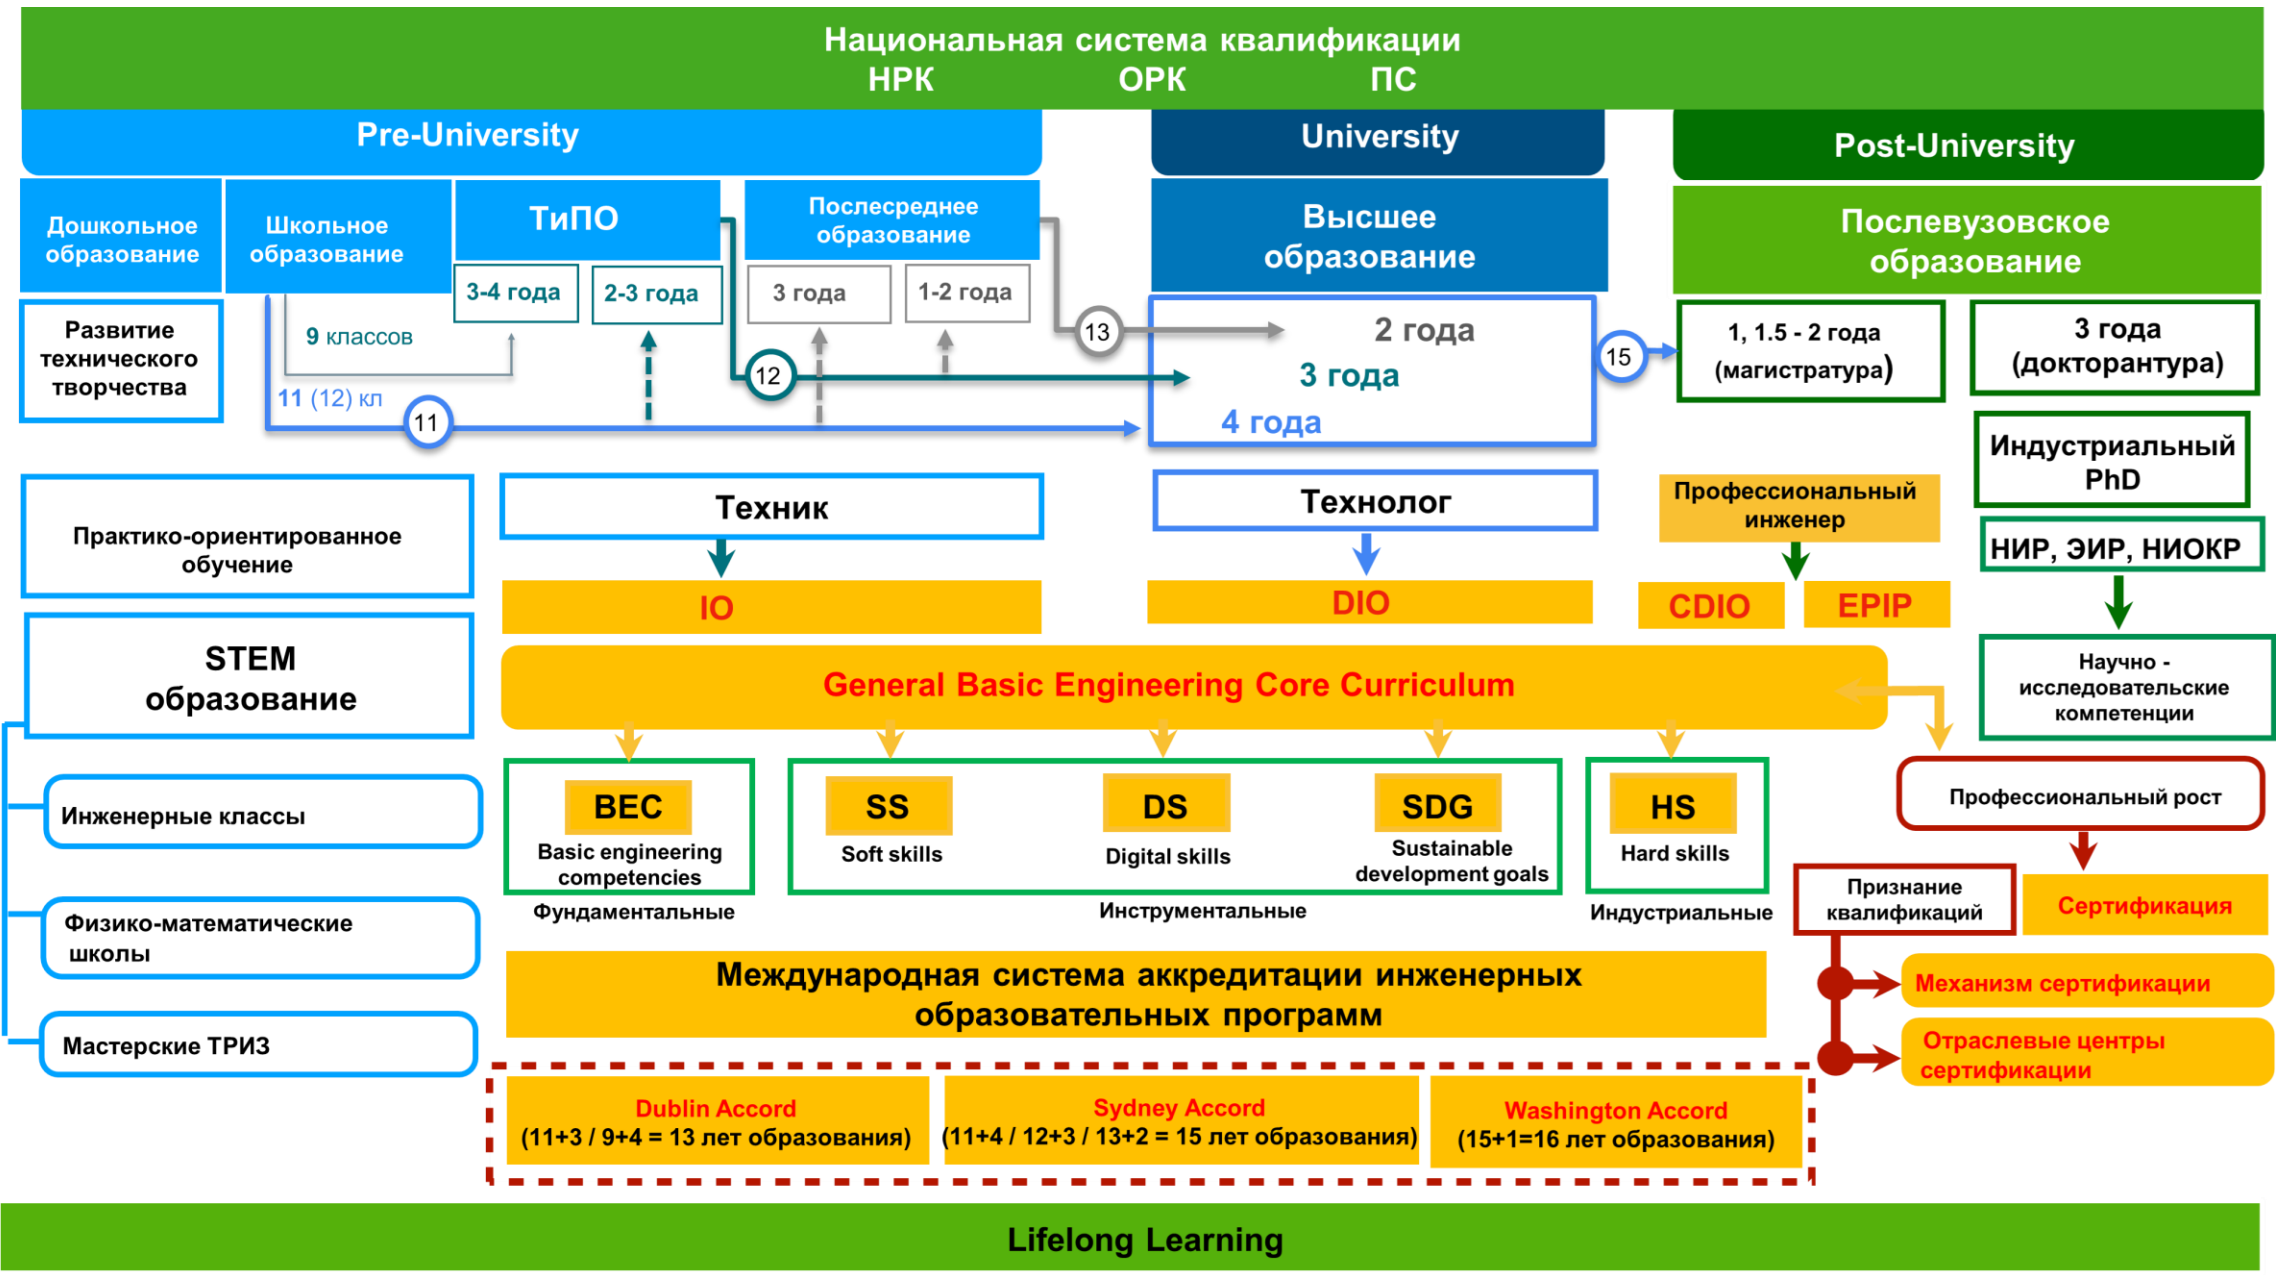 Национальная система квалификации
НРК ОРК ПС
Pre-University
University
Post-University
Дошкольное
образование
Школьное
образование
ТиПО
Послесреднее
образование
Высшее
образование
Послевузовское
образование
3-4 года
2-3 года
3 года
1-2 года
Развитие
технического
творчества
9 классов
11 (12) кл
11
12
13
2 года
3 года
4 года
15
1, 1.5 - 2 года
(магистратура)
3 года
(докторантура)
Индустриальный
PhD
Практико-ориентированное
обучение
Техник
Технолог
Профессиональный
инженер
НИР, ЭИР, НИОКР
IO
DIO
CDIO
EPIP
STEM
образование
General Basic Engineering Core Curriculum
Научно -
исследовательские
компетенции
Инженерные классы
Физико-математические
школы
Мастерские ТРИЗ
BEC
Basic engineering
competencies
SS
Soft skills
DS
Digital skills
SDG
Sustainable
development goals
HS
Hard skills
Фундаментальные
Инструментальные
Индустриальные
Профессиональный рост
Признание
квалификаций
Сертификация
Механизм сертификации
Отраслевые центры
сертификации
Международная система аккредитации инженерных
образовательных программ
Dublin Accord
(11+3 / 9+4 = 13 лет образования)
Sydney Accord
(11+4 / 12+3 / 13+2 = 15 лет образования)
Washington Accord
(15+1=16 лет образования)
Lifelong Learning